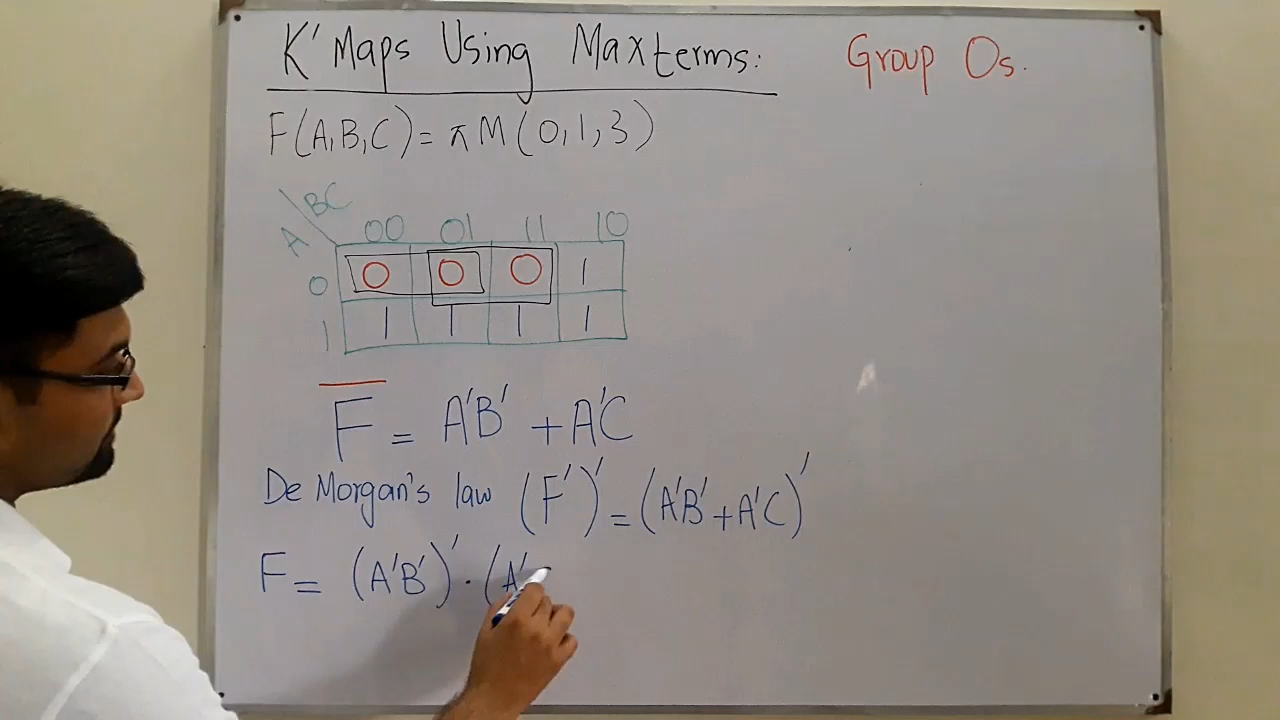 K' Maps Using Maxterms: Group 0s.
F(A,B,C) = πM(0,1,3)
A\BC 00 01 11 10
0 0 0 0 1
1 1 1 1 1
F̅ = A'B' + A'C
De Morgan's law (F')' = (A'B' + A'C)'
F = (A'B')' · (A'